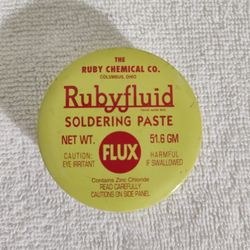 THE
RUBY CHEMICAL CO.
COLUMBUS, OHIO
Rubyfluid
SOLDERING PASTE
NET WT. FLUX 51.6 GM
CAUTION: HARMFUL
EYE IRRITANT IF SWALLOWED
Contains Zinc Chloride
READ CAREFULLY
CAUTIONS ON SIDE PANEL